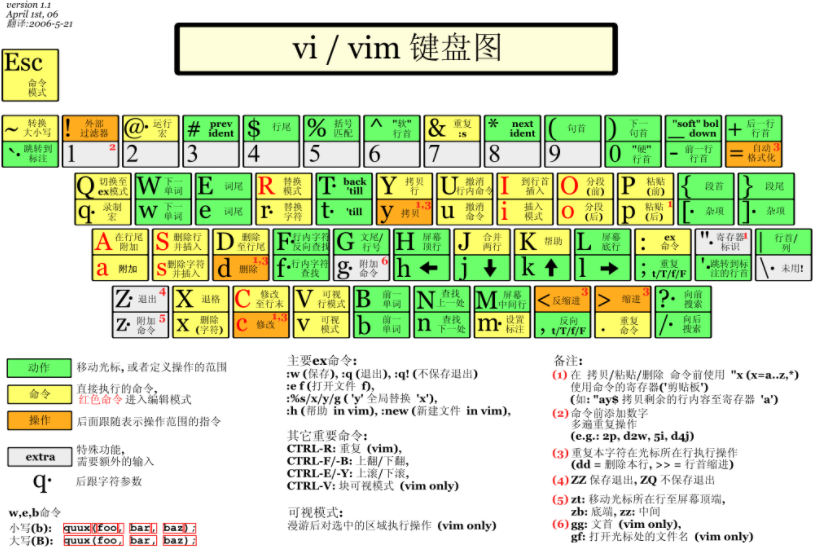 version 1.1
April 1st, 06
翻译:2006-5-21
vi / vim 键盘图
Esc
命令
模式
~ 转换
大小写
! 外部
过滤器
@· 运行
宏
# prev
ident
$ 行尾
% 括号
匹配
^ "软"
行首
& 重复
:s
* next
ident
( 句首
) 下一
句首
"soft" bol
_ down
+ 后一行
行首
`· 跳转到
标注
1 2
2
3
4
5
6
7
8
9
0 "硬"
行首
- 前一行
行首
= 自动 3
格式化
Q 切换至
ex模式
W 下一
单词
E 词尾
R 替换
模式
T· back
'till
Y 拷贝
行
U 撤消
行内命令
I 到行首
插入
O 分段
(前)
P 粘贴
(前)
{ 段首
} 段尾
q· 录制
宏
w 下一
单词
e 词尾
r· 替换
字符
t· 'till
y 拷贝 1,3
u 撤消
命令
i 插入
模式
o 分段
(后)
p 粘贴 1
(后)
[· 杂项
]· 杂项
A 在行尾
附加
S 删除行
并插入
D 删除
至行尾
F· 行内字符
反向查找
G 文尾/
行号
H 屏幕
顶行
J 合并
两行
K 帮助
L 屏幕
底行
: ex
命令
"· 寄存器 1
标识
| 行首/
列
a 附加
s 删除字符
并插入
d 删除 1,3
f· 行内字符
查找
g· 附加 6
命令
h ←
j ↓
k ↑
l →
; 重复
t/T/f/F
'· 跳转到标
注的行首
\· 未用!
Z· 退出 4
X 退格
C 修改
至行末
V 可视
行模式
B 前一
单词
N 查找
上一处
M 屏幕
中间行
< 反缩进 3
> 缩进 3
?· 向前
搜索
z· 附加 5
命令
x 删除
(字符)
c 修改 1,3
v 可视
模式
b 前一
单词
n 查找
下一处
m· 设置
标注
, 反向
t/T/f/F
. 重复
命令
/· 向后
搜索
动作 移动光标, 或者定义操作的范围
命令 直接执行的命令,
红色命令 进入编辑模式
操作 后面跟随表示操作范围的指令
extra 特殊功能,
需要额外的输入
q· 后跟字符参数
w,e,b命令
小写(b): quux(foo, bar, baz);
大写(B): quux(foo, bar, baz);
主要ex命令:
:w (保存), :q (退出), :q! (不保存退出)
:e f (打开文件 f),
:%s/x/y/g ( 'y' 全局替换 'x'),
:h (帮助 in vim), :new (新建文件 in vim),
其它重要命令:
CTRL-R: 重复 (vim),
CTRL-F/-B: 上翻/下翻,
CTRL-E/-Y: 上滚/下滚,
CTRL-V: 块可视模式 (vim only)
可视模式:
漫游后对选中的区域执行操作 (vim only)
备注:
(1) 在 拷贝/粘贴/删除 命令前使用 "x (x=a..z,*)
使用命令的寄存器('剪贴板')
(如: "ay$ 拷贝剩余的行内容至寄存器 'a')
(2) 命令前添加数字
多遍重复操作
(e.g.: 2p, d2w, 5i, d4j)
(3) 重复本字符在光标所在行执行操作
(dd = 删除本行, >> = 行首缩进)
(4) ZZ 保存退出, ZQ 不保存退出
(5) zt: 移动光标所在行至屏幕顶端,
zb: 底端, zz: 中间
(6) gg: 文首 (vim only),
gf: 打开光标处的文件名 (vim only)